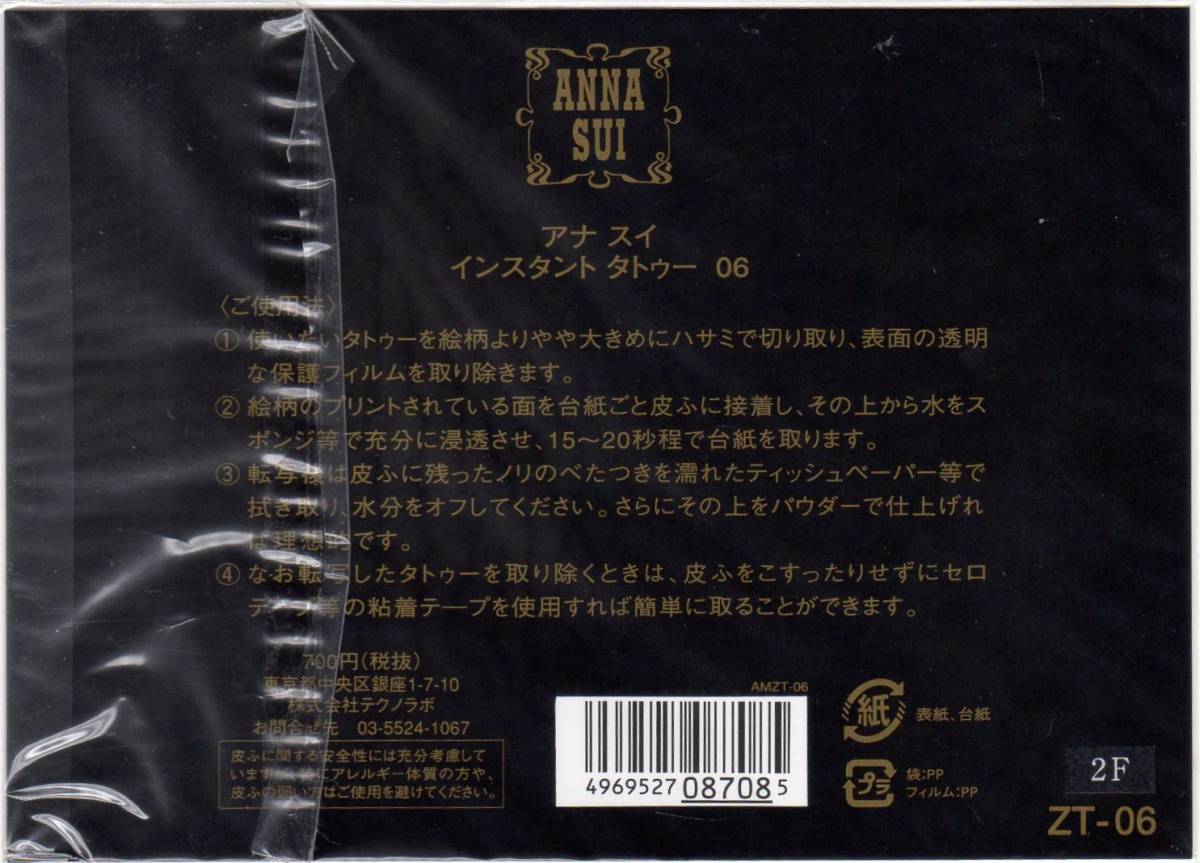 ANNA
SUI
アナ スイ
インスタント タトゥー 06
〈ご使用法〉
① 使いたいタトゥーを絵柄よりやや大きめにハサミで切り取り、表面の透明
な保護フィルムを取り除きます。
② 絵柄のプリントされている面を台紙ごと皮ふに接着し、その上から水をス
ポンジ等で充分に浸透させ、15〜20秒程で台紙を取ります。
③ 転写後は皮ふに残ったノリのべたつきを濡れたティッシュペーパー等で
拭き取り、水分をオフしてください。さらにその上をパウダーで仕上げれ
ば理想的です。
④ なお転写したタトゥーを取り除くときは、皮ふをこすったりせずにセロ
テープ等の粘着テープを使用すれば簡単に取ることができます。
700円(税抜)
東京都中央区銀座1-7-10
株式会社テクノラボ
お問合せ先 03-5524-1067
皮ふに関する安全性には充分考慮して
いますが、特にアレルギー体質の方や、
皮ふの弱い方はご使用を避けてください。
AMZT-06
4969527 087085
紙 表紙、台紙
プラ 袋:PP
フィルム:PP
2F
ZT-06